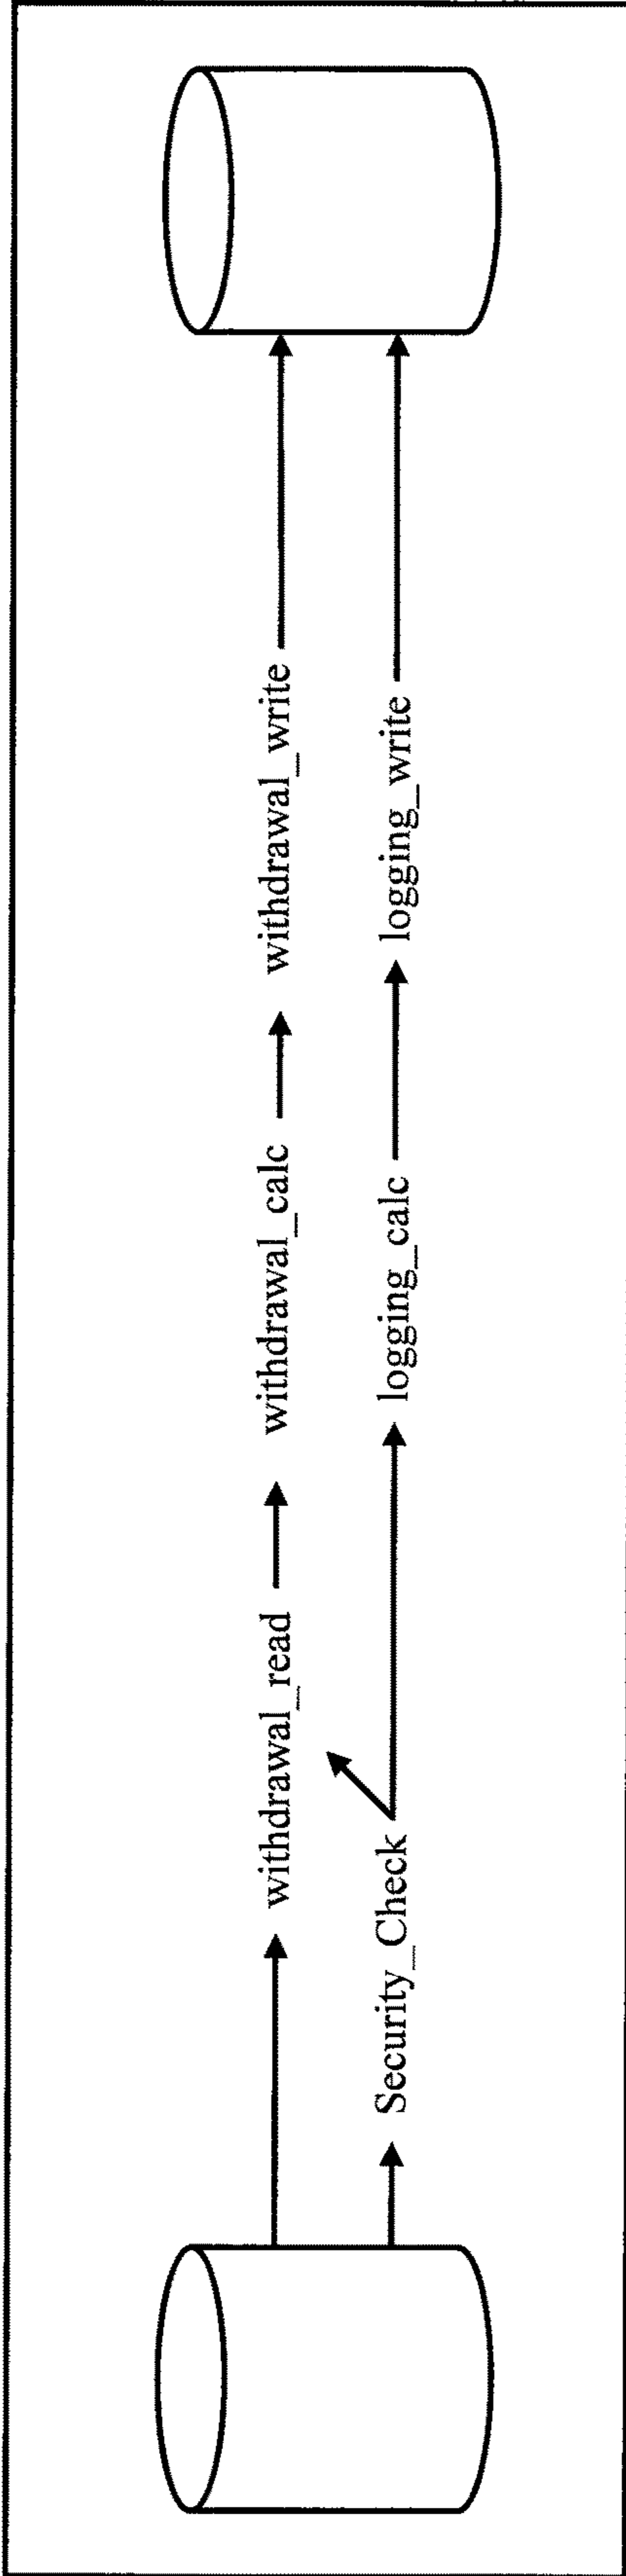 withdrawal_read
withdrawal_calc
withdrawal_write
Security_Check
logging_calc
logging_write